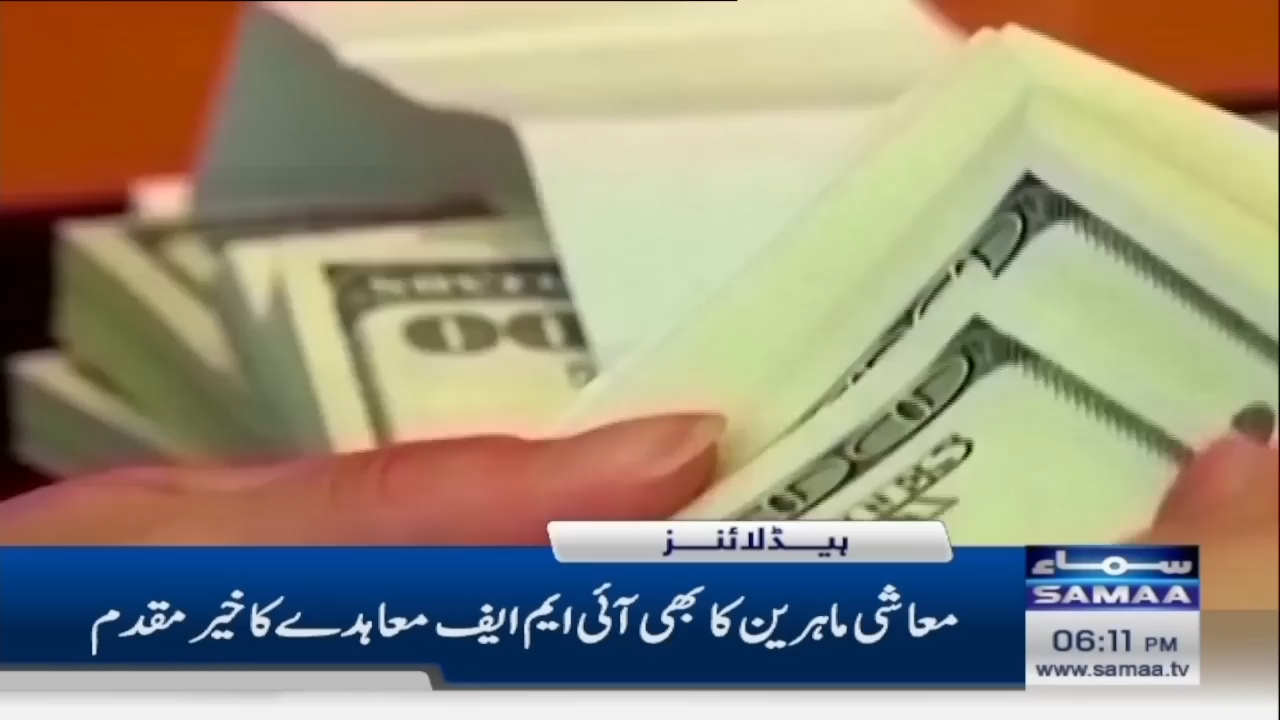 00
ہیڈلائنز
معاشی ماہرین کا بھی آئی ایم ایف معاہدے کا خیر مقدم
سماء
SAMAA
06:11 PM
www.samaa.tv